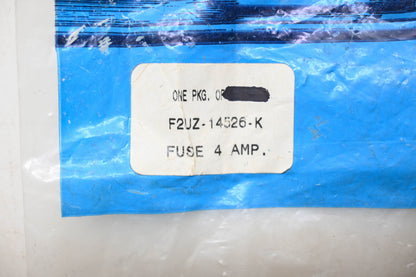 ONE PKG. OF
F2UZ-14526-K
FUSE 4 AMP.